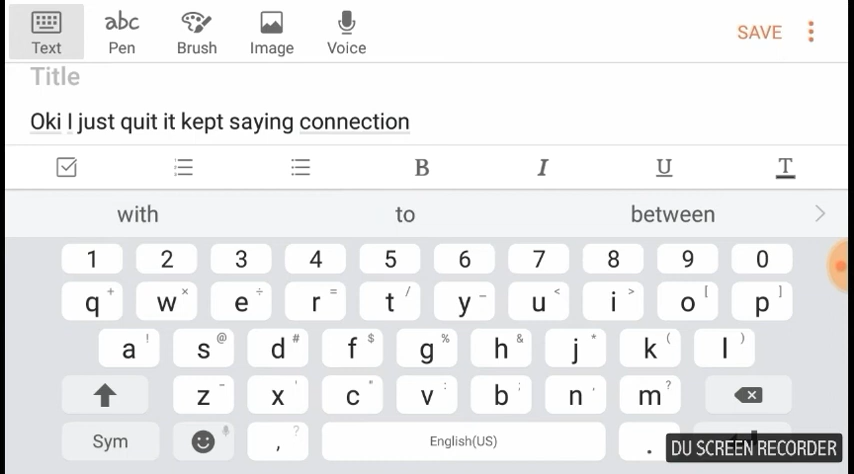 Text abc Pen Brush Image Voice SAVE
Title
Oki I just quit it kept saying connection
B I U T
with to between
1 2 3 4 5 6 7 8 9 0
q + w × e ÷ r = t / y _ u < i > o [ p ]
a ! s @ d # f $ g % h & j * k ( l )
z - x ' c " v : b ; n , m ?
Sym , ? English(US) .
DU SCREEN RECORDER